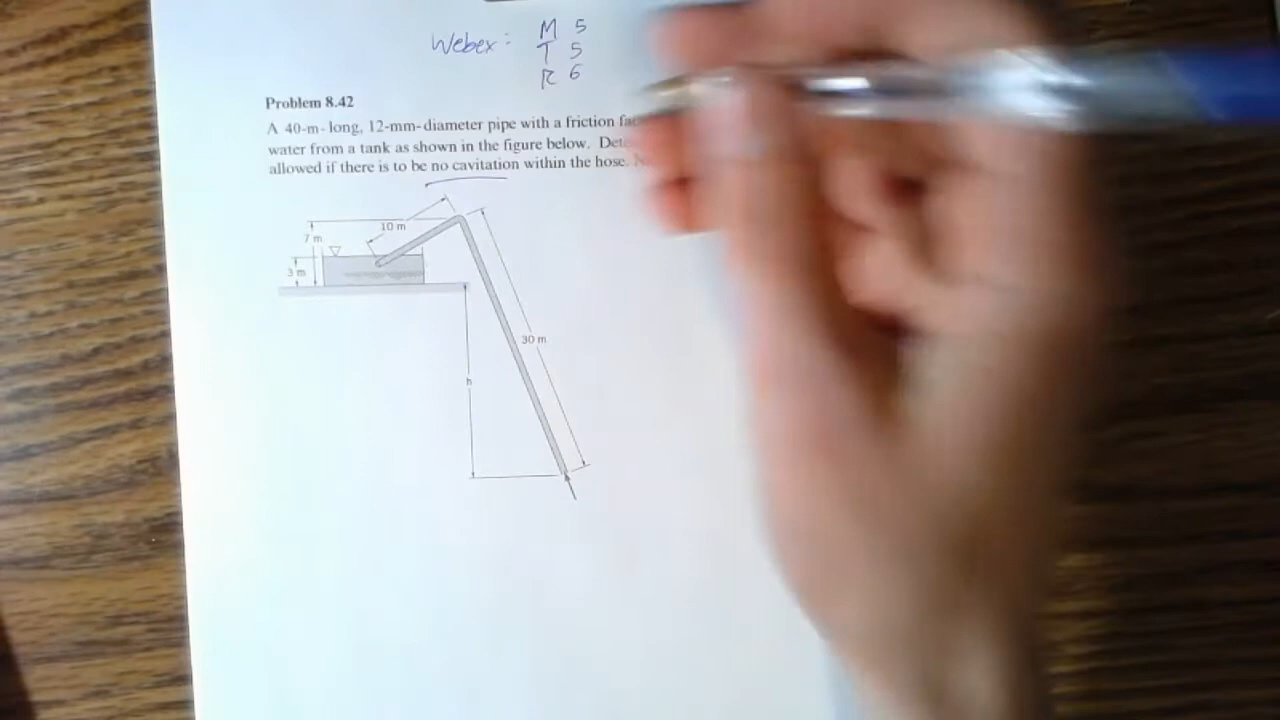 Webex: M 5
T 5
R 6
Problem 8.42
A 40-m-long, 12-mm-diameter pipe with a friction
water from a tank as shown in the figure below.
allowed if there is to be no cavitation within the hose.
10 m
7 m
3 m
30 m
h